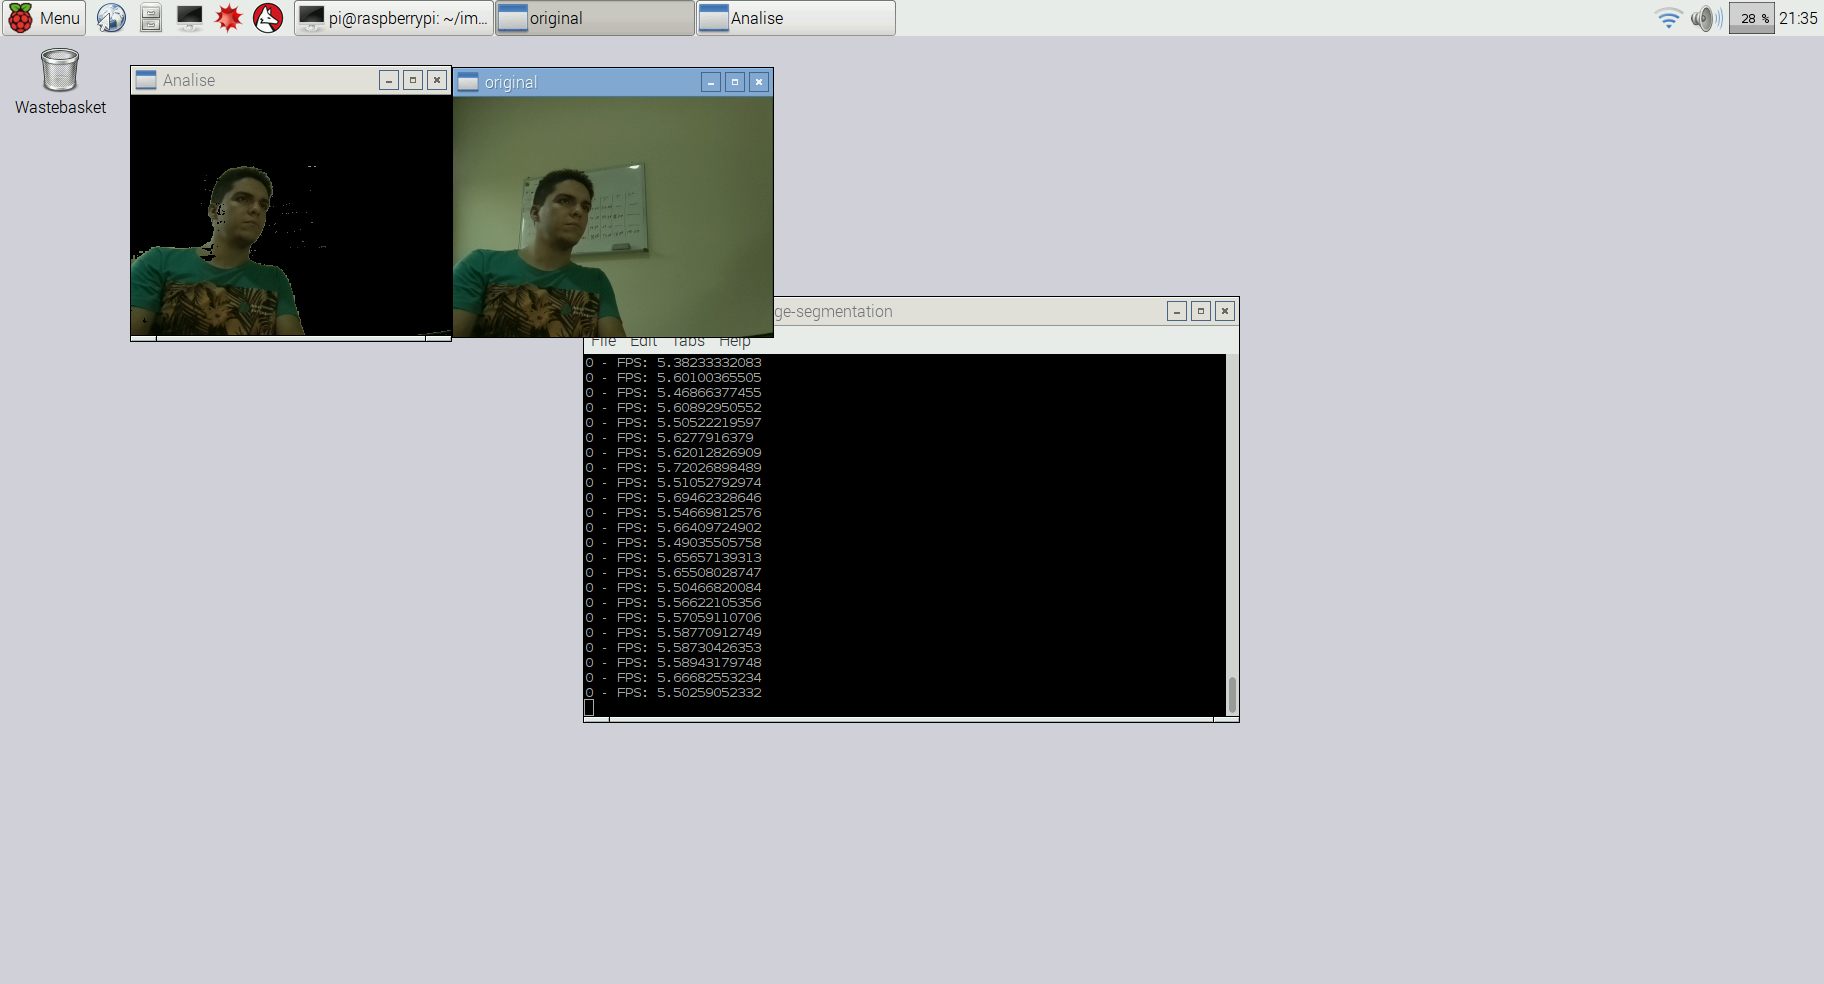 Menu
pi@raspberrypi: ~/im...
original
Analise
28 %
21:35
Wastebasket
Analise
original
ge-segmentation
File Edit Tabs Help
0 - FPS: 5.38233332083
0 - FPS: 5.60100365505
0 - FPS: 5.46866377455
0 - FPS: 5.60892950552
0 - FPS: 5.50522219597
0 - FPS: 5.6277916379
0 - FPS: 5.62012826909
0 - FPS: 5.72026898489
0 - FPS: 5.51052792974
0 - FPS: 5.69462328646
0 - FPS: 5.54669812576
0 - FPS: 5.66409724902
0 - FPS: 5.49035505758
0 - FPS: 5.65657139313
0 - FPS: 5.65508028747
0 - FPS: 5.50466820084
0 - FPS: 5.56622105356
0 - FPS: 5.57059110706
0 - FPS: 5.58770912749
0 - FPS: 5.58730426353
0 - FPS: 5.58943179748
0 - FPS: 5.66682553234
0 - FPS: 5.50259052332